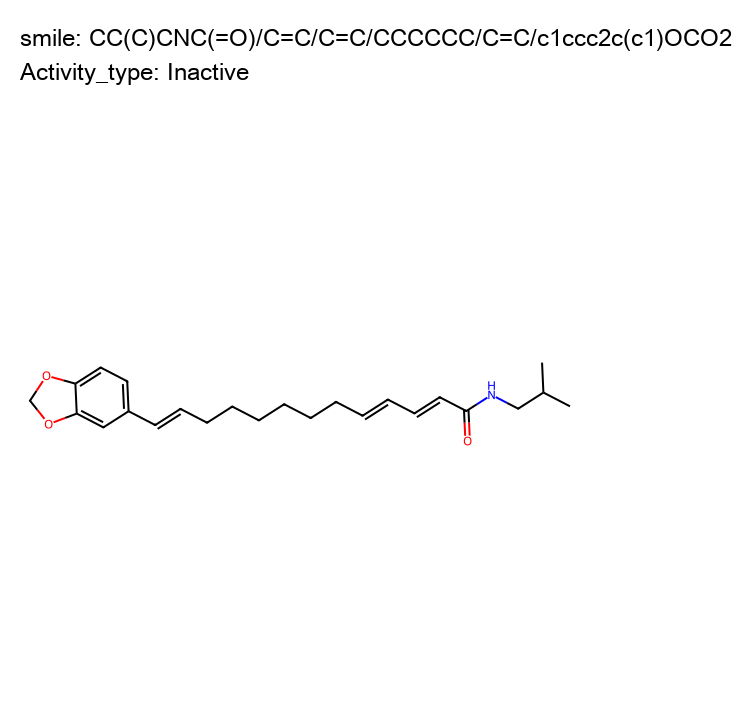 smile: CC(C)CNC(=O)/C=C/C=C/CCCCCC/C=C/c1ccc2c(c1)OCO2
Activity_type: Inactive
O
O
H
N
O